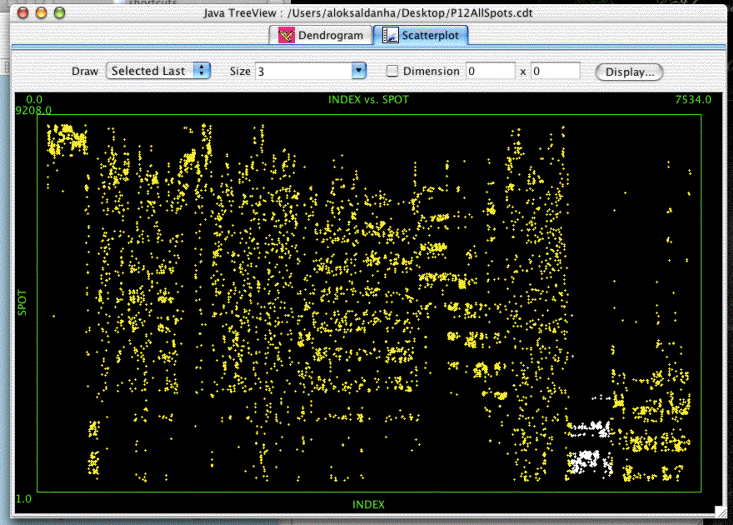 shortcuts
Java TreeView : /Users/aloksaldanha/Desktop/P12AllSpots.cdt
Dendrogram Scatterplot
Draw Selected Last Size 3 Dimension 0 x 0 Display...
0.0 INDEX vs. SPOT 7534.0
9208.0
SPOT
1.0
INDEX